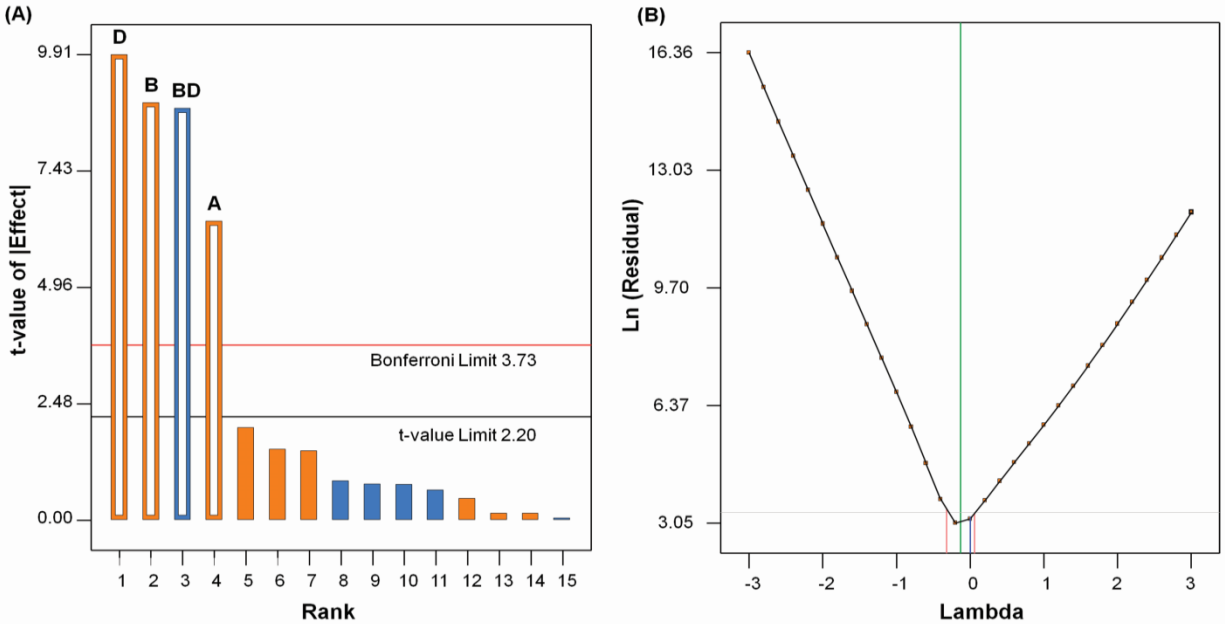 (A)
t-value of |Effect|
9.91
7.43
4.96
2.48
0.00
D
B
BD
A
Bonferroni Limit 3.73
t-value Limit 2.20
1 2 3 4 5 6 7 8 9 10 11 12 13 14 15
Rank
(B)
Ln (Residual)
16.36
13.03
9.70
6.37
3.05
-3 -2 -1 0 1 2 3
Lambda